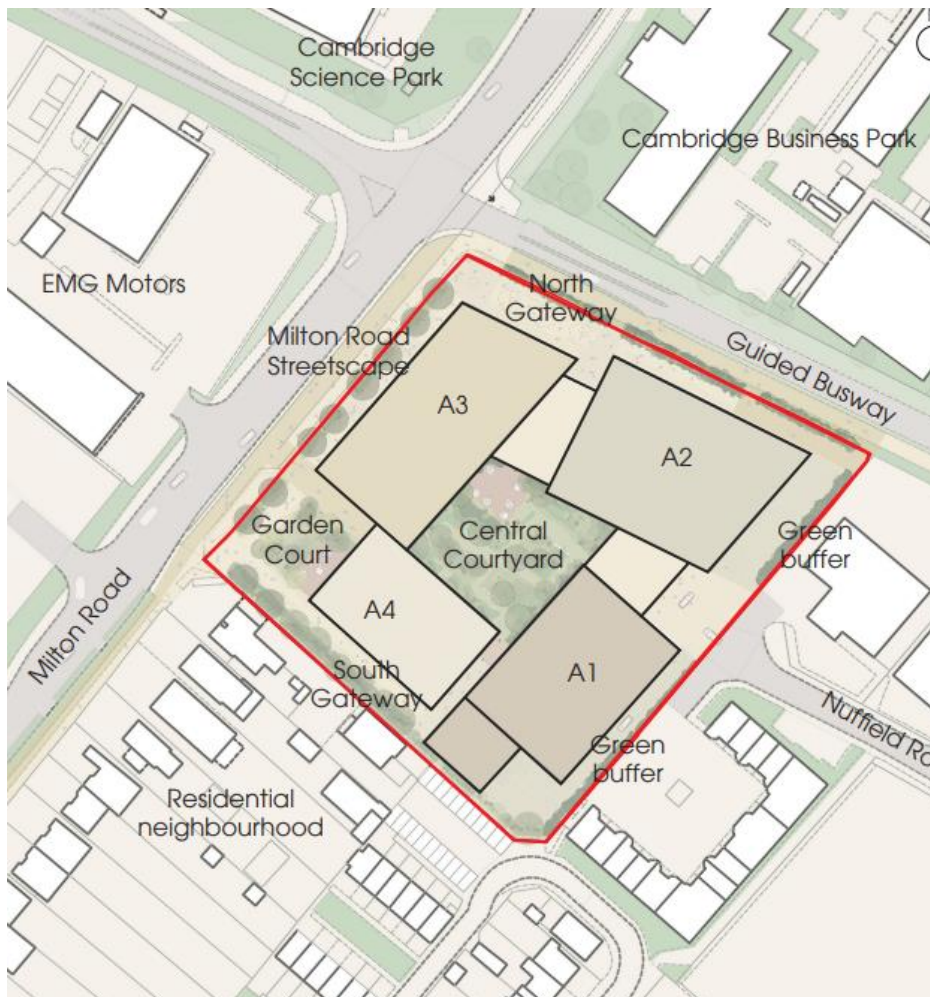 Cambridge
Science Park
Cambridge Business Park
EMG Motors
North
Gateway
Milton Road
Streetscape
Guided Busway
A3
A2
Garden
Court
Central
Courtyard
Green
buffer
A4
Milton Road
South
Gateway
A1
Nuffield Ro
Green
buffer
Residential
neighbourhood